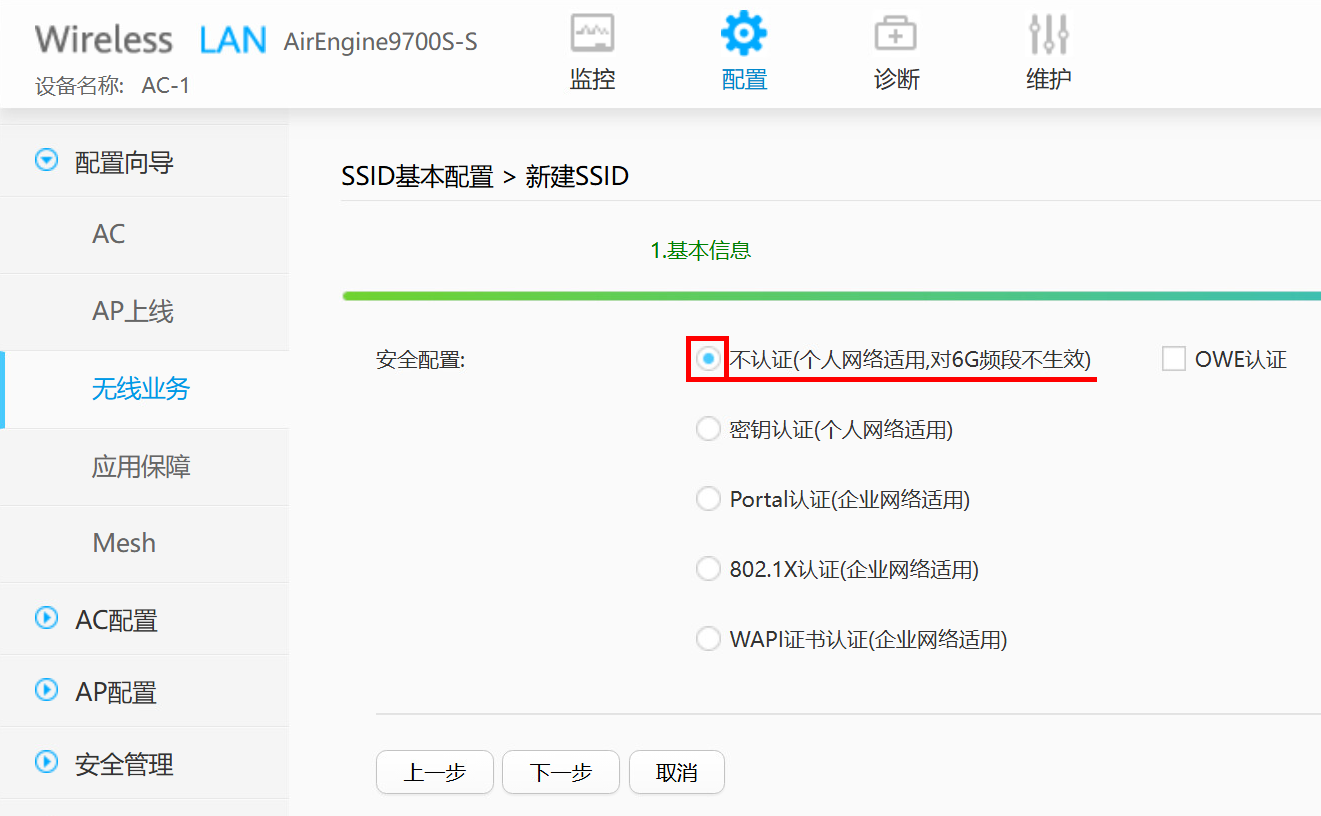 Wireless LAN AirEngine9700S-S
设备名称: AC-1
监控
配置
诊断
维护
配置向导
AC
AP上线
无线业务
应用保障
Mesh
AC配置
AP配置
安全管理
SSID基本配置 > 新建SSID
1.基本信息
安全配置:
不认证(个人网络适用,对6G频段不生效)
OWE认证
密钥认证(个人网络适用)
Portal认证(企业网络适用)
802.1X认证(企业网络适用)
WAPI证书认证(企业网络适用)
上一步
下一步
取消